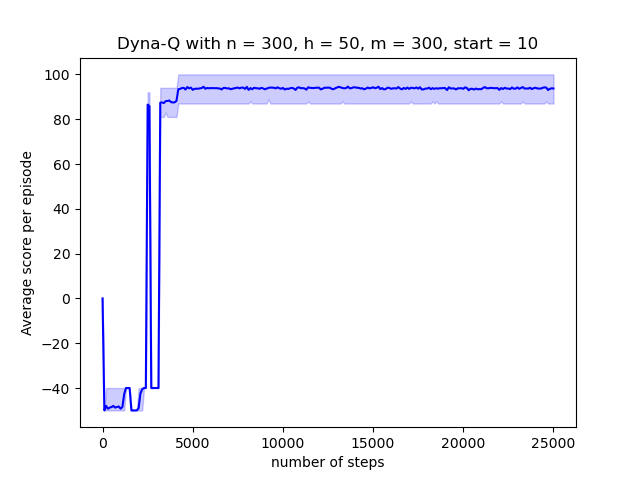 Dyna-Q with n = 300, h = 50, m = 300, start = 10
100
80
60
40
20
0
−20
−40
Average score per episode
0 5000 10000 15000 20000 25000
number of steps